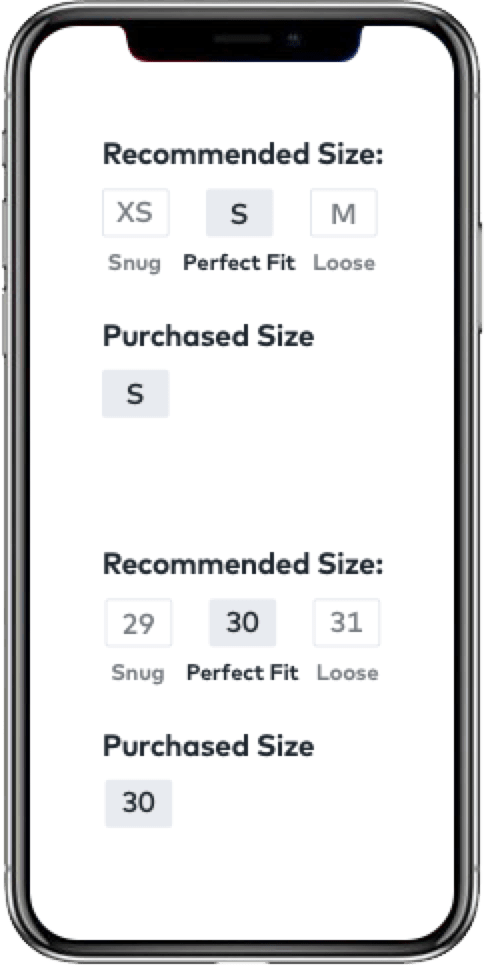 Recommended Size:
XS S M
Snug Perfect Fit Loose
Purchased Size
S
Recommended Size:
29 30 31
Snug Perfect Fit Loose
Purchased Size
30